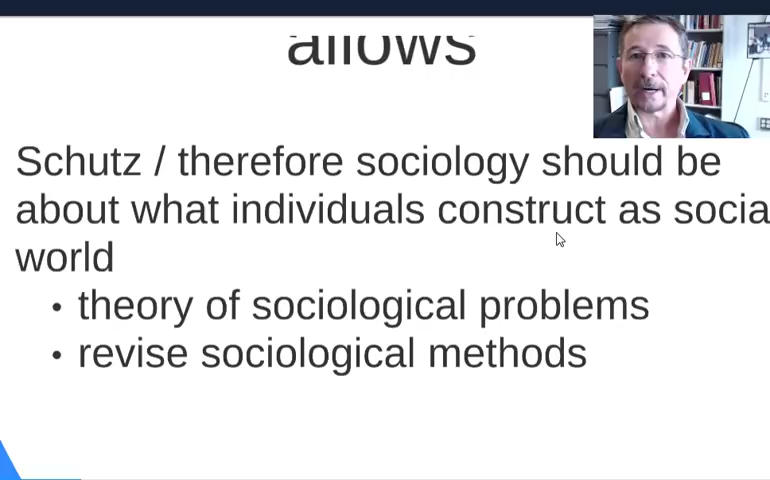 allows
Schutz / therefore sociology should be
about what individuals construct as socia
world
• theory of sociological problems
• revise sociological methods